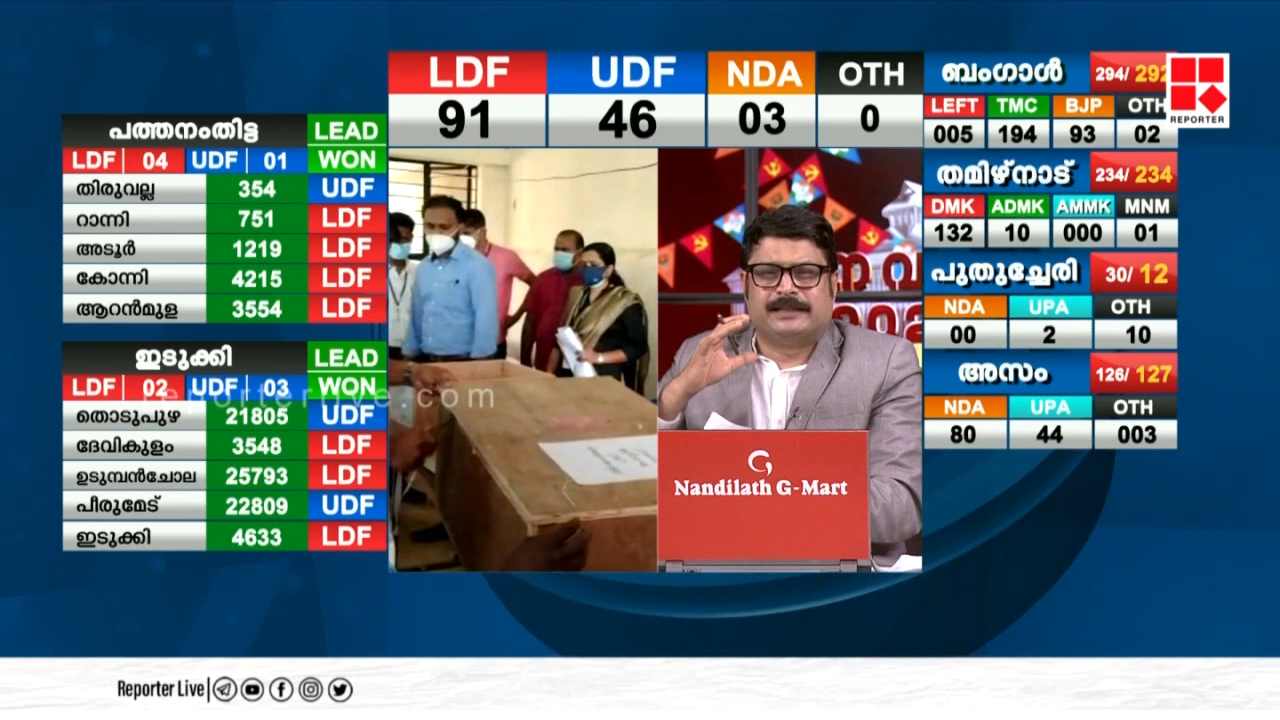 LDF UDF NDA OTH
91 46 03 0
പത്തനംതിട്ട LEAD
LDF 04 UDF 01 WON
തിരുവല്ല 354 UDF
റാന്നി 751 LDF
അടൂർ 1219 LDF
കോന്നി 4215 LDF
ആറൻമുള 3554 LDF
ഇടുക്കി LEAD
LDF 02 UDF 03 WON
തൊടുപുഴ 21805 UDF
ദേവികുളം 3548 LDF
ഉടുമ്പൻചോല 25793 LDF
പീരുമേട് 22809 UDF
ഇടുക്കി 4633 LDF
reporterlive.com
Nandilath G-Mart
ബംഗാൾ 294/ 292
LEFT TMC BJP OTH
005 194 93 02
REPORTER
തമിഴ്നാട് 234/ 234
DMK ADMK AMMK MNM
132 10 000 01
പുതുച്ചേരി 30/ 12
NDA UPA OTH
00 2 10
അസം 126/ 127
NDA UPA OTH
80 44 003
Reporter Live